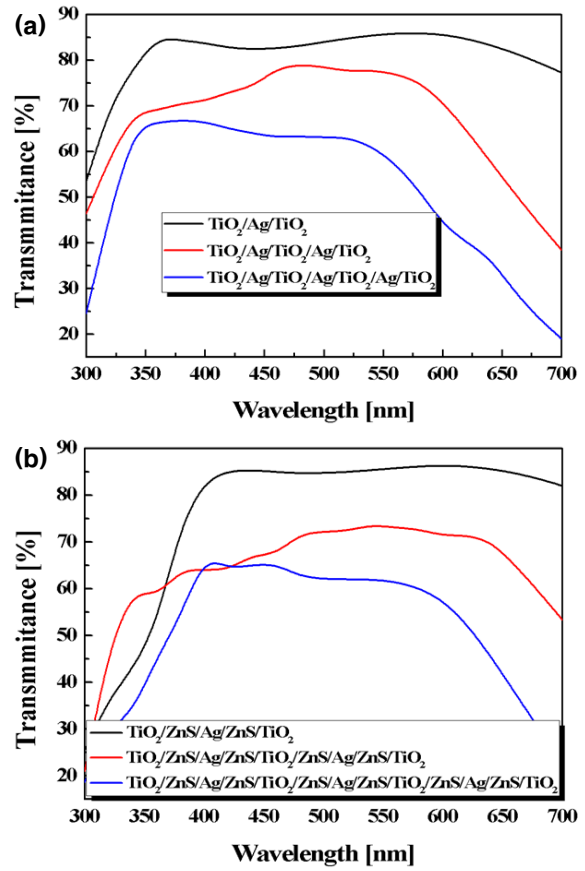 (a)
90
80
70
60
50
40
30
20
Transmmitance [%]
TiO₂/Ag/TiO₂
TiO₂/Ag/TiO₂/Ag/TiO₂
TiO₂/Ag/TiO₂/Ag/TiO₂/Ag/TiO₂
300 350 400 450 500 550 600 650 700
Wavelength [nm]
(b)
90
80
70
60
50
40
30
20
Transmmitance [%]
TiO₂/ZnS/Ag/ZnS/TiO₂
TiO₂/ZnS/Ag/ZnS/TiO₂/ZnS/Ag/ZnS/TiO₂
TiO₂/ZnS/Ag/ZnS/TiO₂/ZnS/Ag/ZnS/TiO₂/ZnS/Ag/ZnS/TiO₂
300 350 400 450 500 550 600 650 700
Wavelength [nm]